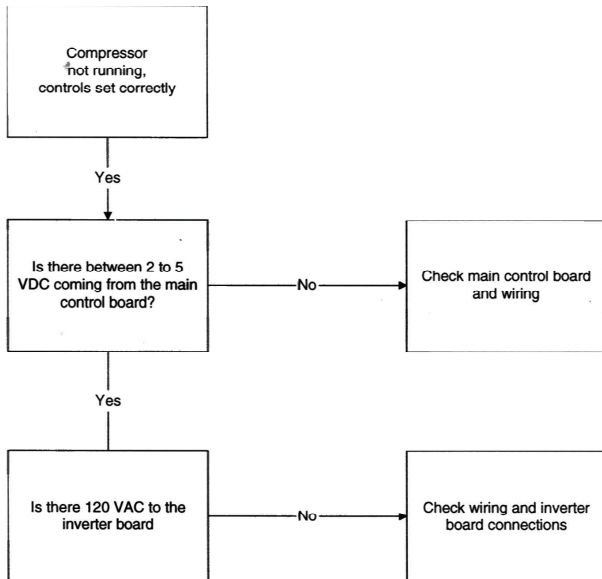 Compressor
not running,
controls set correctly
Yes
Is there between 2 to 5
VDC coming from the main
control board?
No
Check main control board
and wiring
Yes
Is there 120 VAC to the
inverter board
No
Check wiring and inverter
board connections